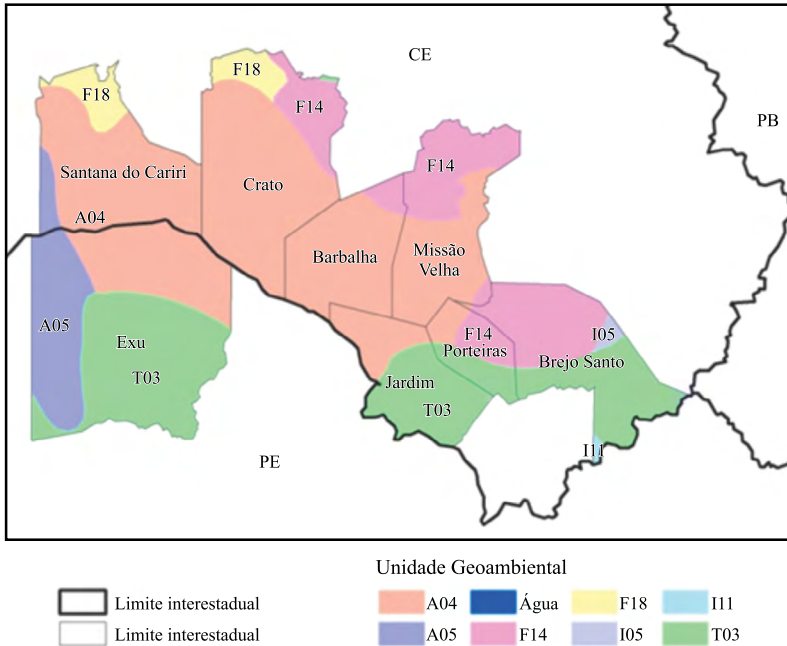 CE
F18
F18
F14
PB
F14
Santana do Cariri
Crato
A04
Barbalha
Missão
Velha
A05
Exu
F14
I05
Porteiras
Brejo Santo
T03
Jardim
T03
PE
I11
Unidade Geoambiental
Limite interestadual
A04
Água
F18
I11
Limite interestadual
A05
F14
I05
T03